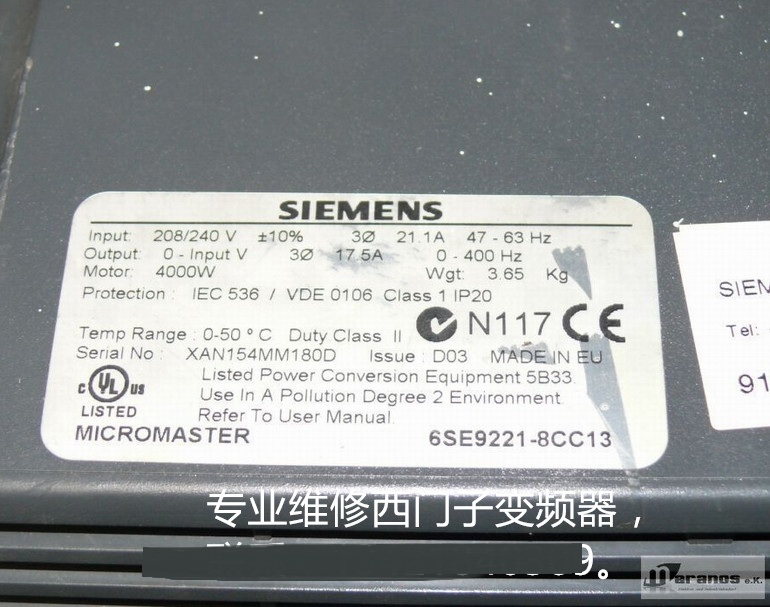 SIEMENS
Input: 208/240 V ±10% 3Ø 21.1A 47 - 63 Hz
Output: 0 - Input V 3Ø 17.5A 0 - 400 Hz
Motor: 4000W Wgt: 3.65 Kg
Protection : IEC 536 / VDE 0106 Class 1 IP20
Temp Range : 0-50 ° C Duty Class II N117 CE
Serial No : XAN154MM180D Issue : D03 MADE IN EU
C UL US Listed Power Conversion Equipment 5B33
Use In A Pollution Degree 2 Environment.
LISTED Refer To User Manual.
MICROMASTER 6SE9221-8CC13
SIEM
Tel:
91
专业维修西门子变频器，
aranos e.K.